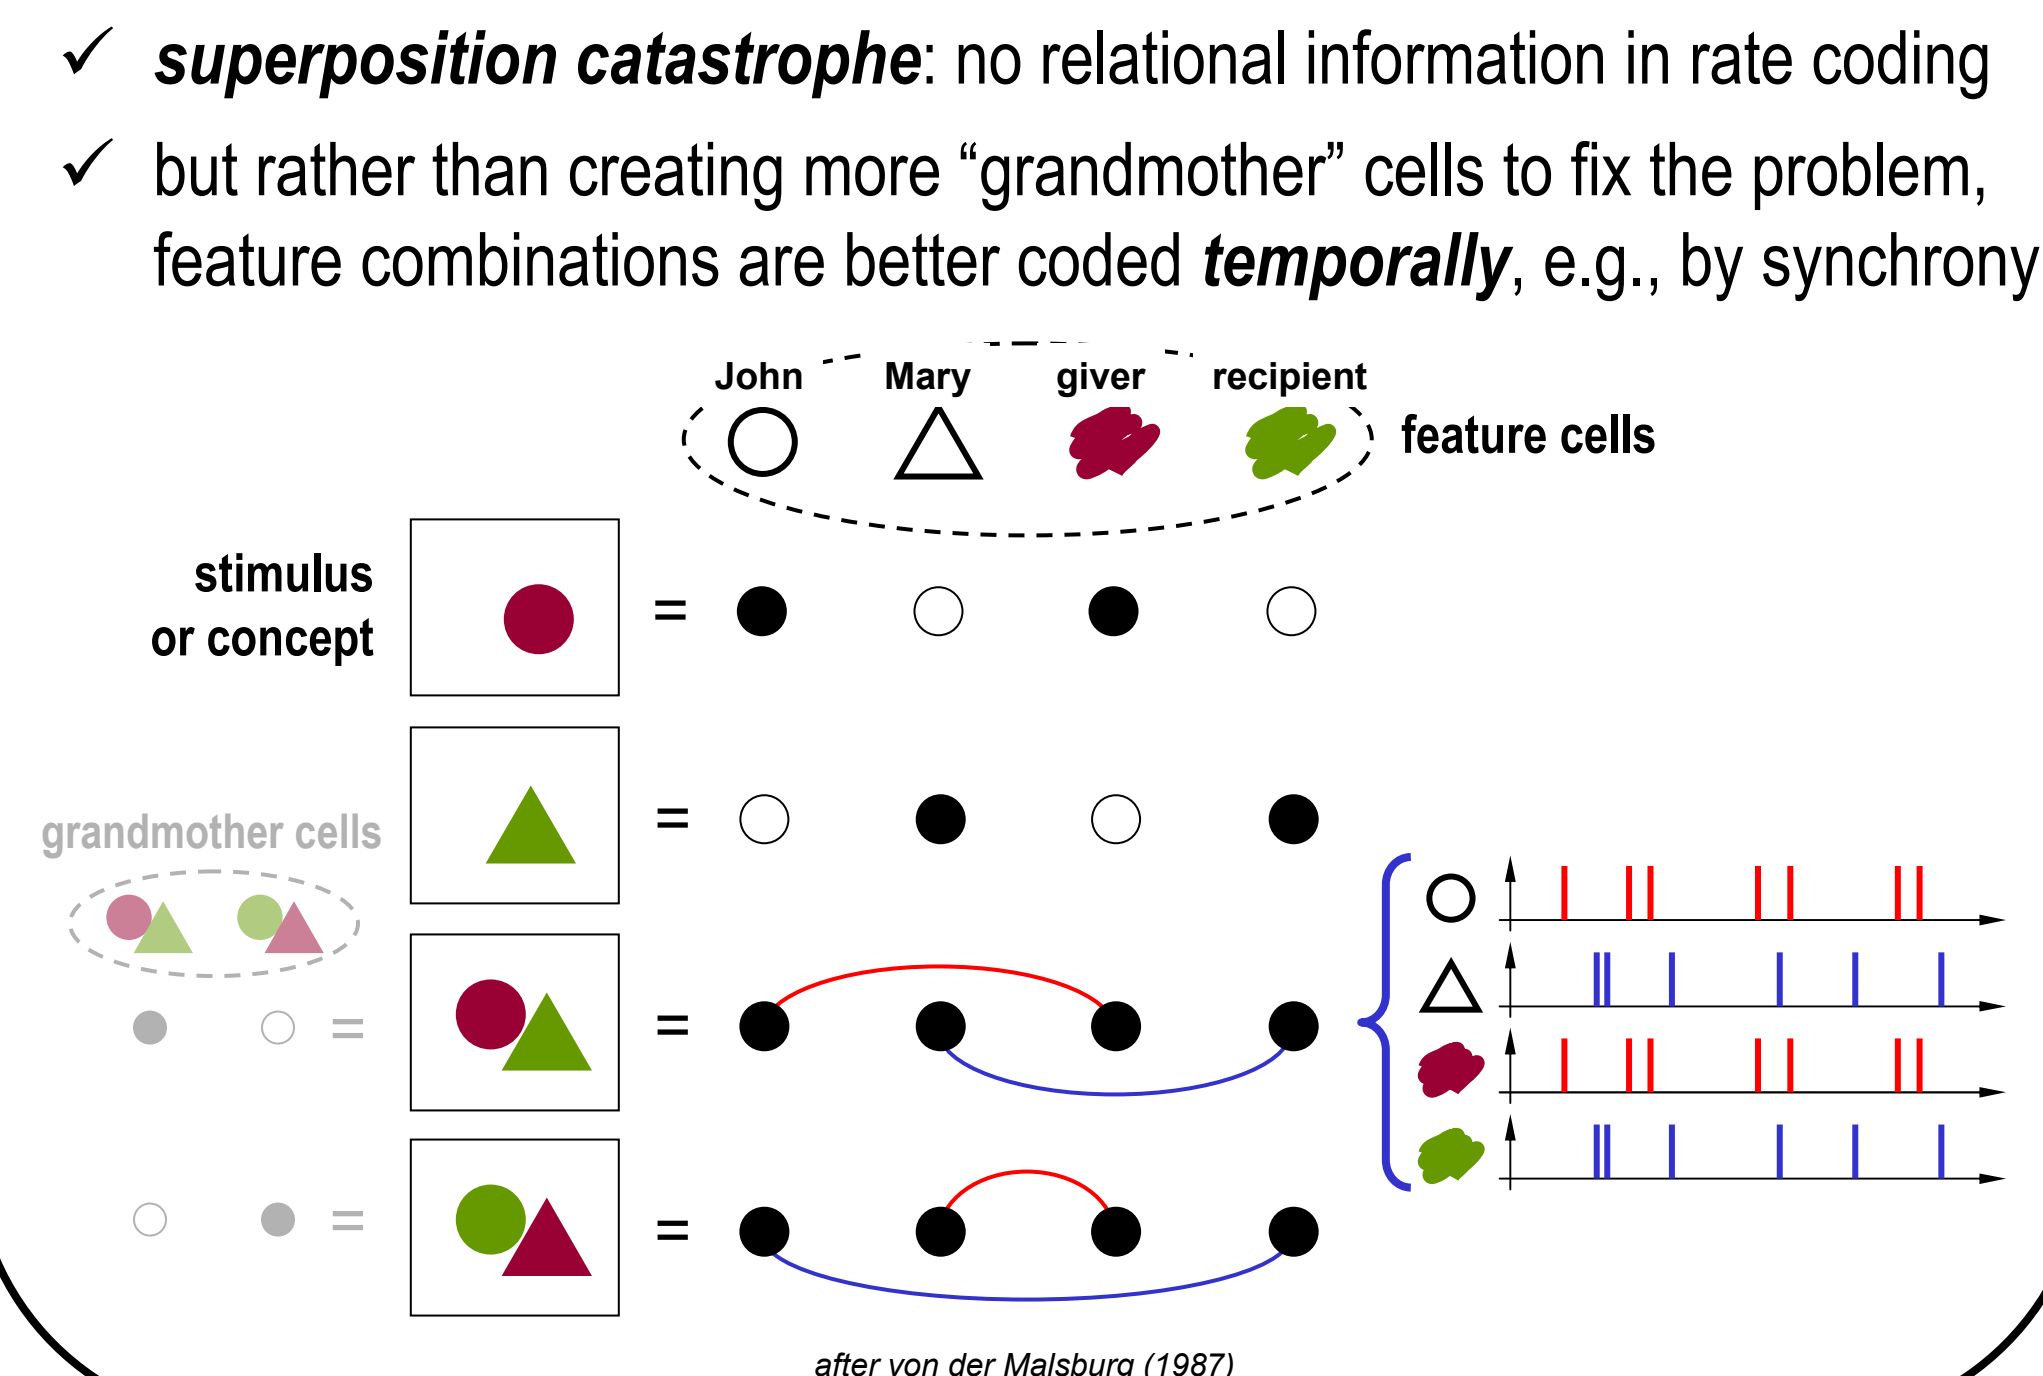 ✓ superposition catastrophe: no relational information in rate coding
✓ but rather than creating more “grandmother” cells to fix the problem,
feature combinations are better coded temporally, e.g., by synchrony
John Mary giver recipient
feature cells
stimulus
or concept
=
=
grandmother cells
= =
= =
after von der Malsburg (1987)